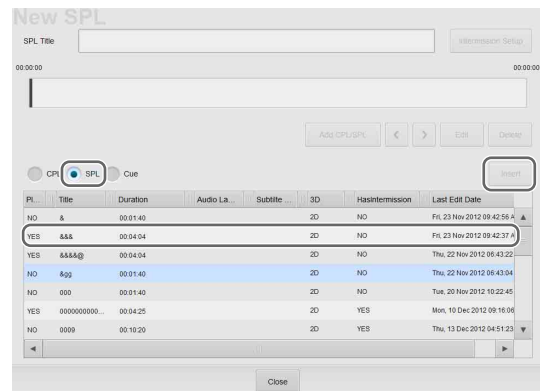 New SPL
SPL Title
Intermission Setup
00:00:00 00:00:00
Add CPL/SPL < > Edit Delete
CPL SPL Cue Insert
Pl... Title Duration Audio La... Subtitle ... 3D HasIntermission Last Edit Date
NO & 00:01:40 2D NO Fri, 23 Nov 2012 09:42:56 A
YES &&& 00:04:04 2D NO Fri, 23 Nov 2012 09:42:37 A
YES &&&&@ 00:04:04 2D NO Thu, 22 Nov 2012 06:43:22
NO &gg 00:01:40 2D NO Thu, 22 Nov 2012 06:43:04
NO 000 00:01:40 2D NO Tue, 20 Nov 2012 10:22:45
YES 0000000000... 00:04:25 2D YES Mon, 10 Dec 2012 09:16:06
NO 0009 00:10:20 2D YES Thu, 13 Dec 2012 04:51:23
Close